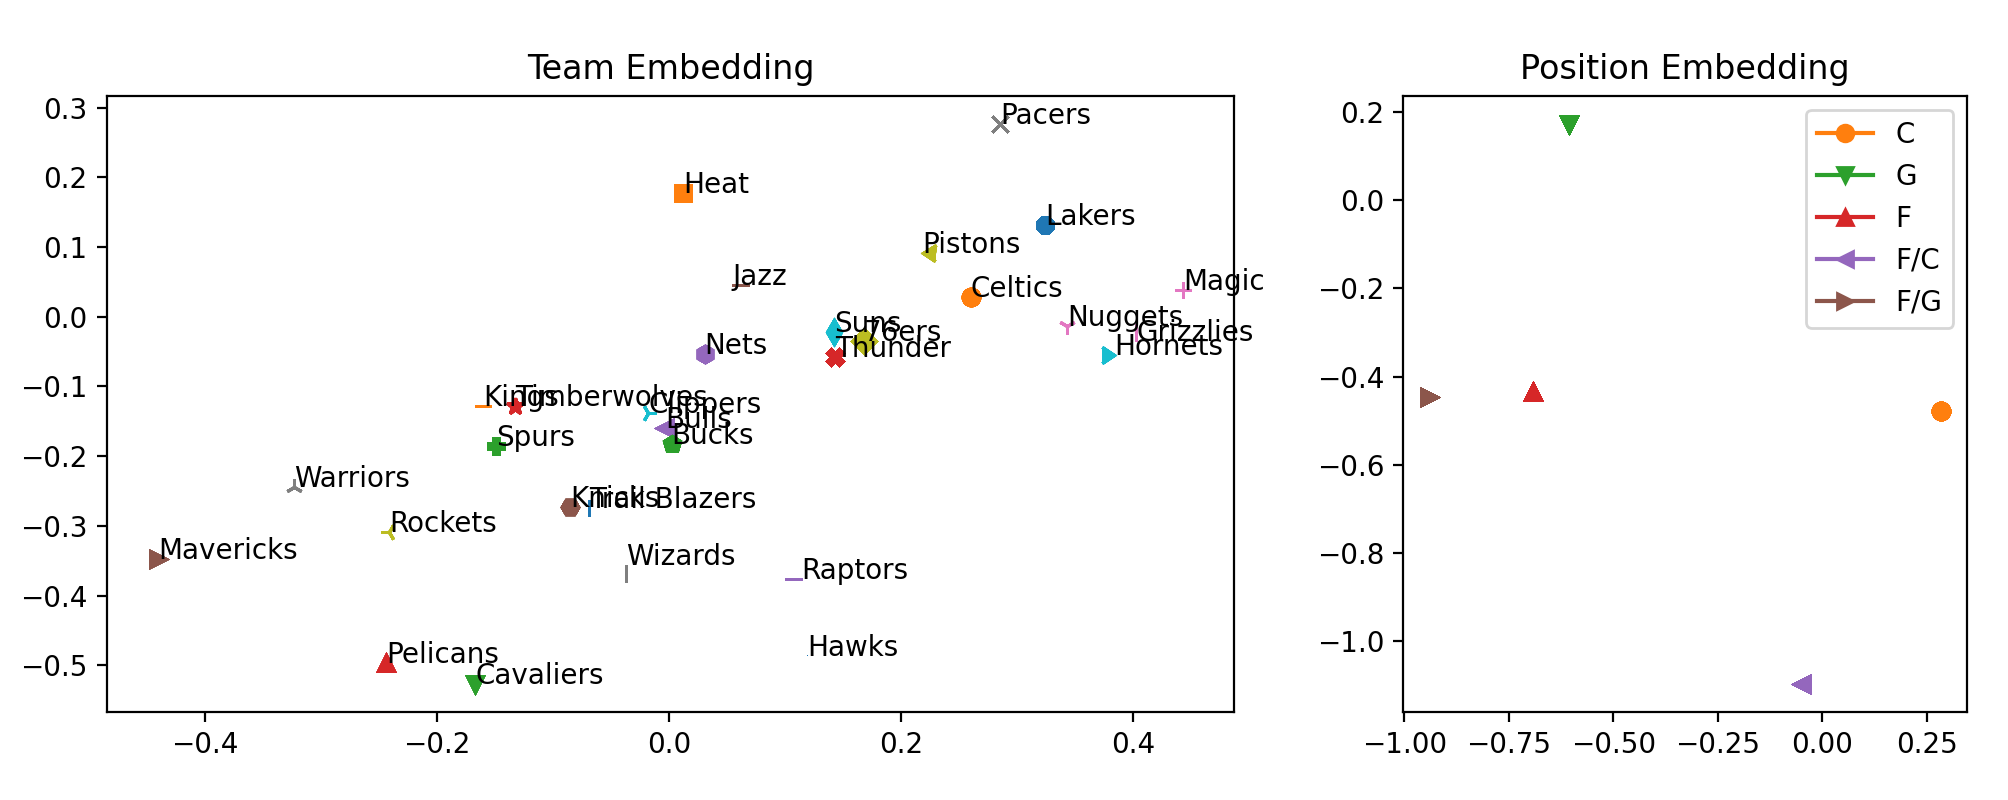 Team Embedding
0.3
0.2
0.1
0.0
−0.1
−0.2
−0.3
−0.4
−0.5
Pacers
Heat
Lakers
Pistons
Jazz
Celtics
Magic
Suns
76ers
Nuggets
Grizzlies
Nets
Thunder
Hornets
Kings
Timberwolves
Clippers
Bulls
Bucks
Spurs
Warriors
Knicks
Trail Blazers
Rockets
Mavericks
Wizards
Raptors
Hawks
Pelicans
Cavaliers
−0.4
−0.2
0.0
0.2
0.4
Position Embedding
0.2
0.0
−0.2
−0.4
−0.6
−0.8
−1.0
C
G
F
F/C
F/G
−1.00
−0.75
−0.50
−0.25
0.00
0.25